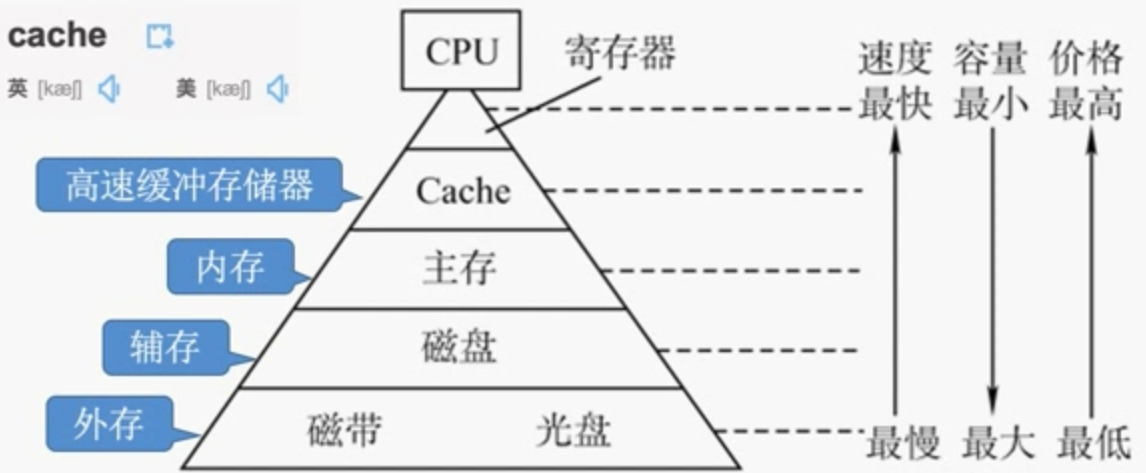 cache
英 [kæʃ] 美 [kæʃ]
CPU
寄存器
速度 容量 价格
最快 最小 最高
高速缓冲存储器
Cache
内存
主存
辅存
磁盘
外存
磁带 光盘
最慢 最大 最低